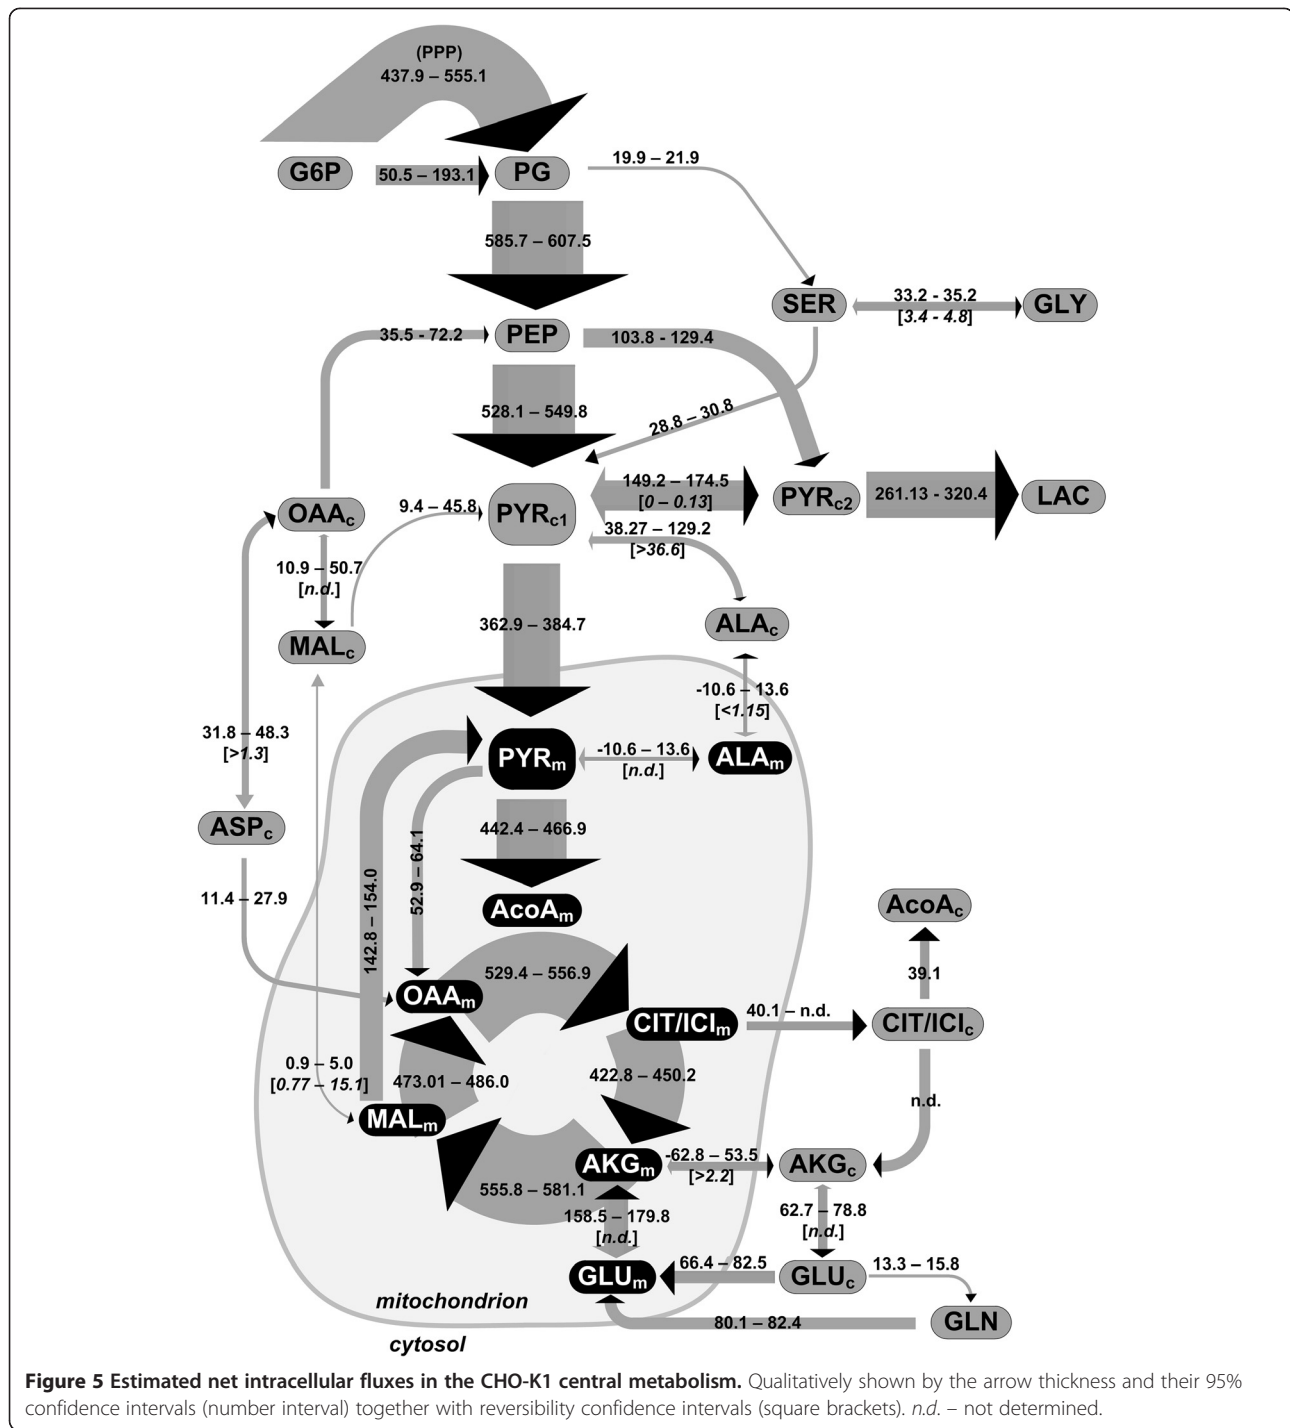 (PPP)
437.9 – 555.1
G6P
50.5 – 193.1
PG
19.9 – 21.9
585.7 – 607.5
SER
33.2 - 35.2
[3.4 - 4.8]
GLY
35.5 - 72.2
PEP
103.8 - 129.4
528.1 – 549.8
28.8 – 30.8
OAAc
9.4 – 45.8
PYRc1
149.2 – 174.5
[0 – 0.13]
PYRc2
261.13 - 320.4
LAC
38.27 – 129.2
[>36.6]
10.9 – 50.7
[n.d.]
MALc
362.9 – 384.7
ALAc
-10.6 – 13.6
[<1.15]
31.8 – 48.3
[>1.3]
PYRm
-10.6 – 13.6
[n.d.]
ALAm
ASPc
442.4 – 466.9
52.9 – 64.1
142.8 – 154.0
11.4 – 27.9
AcoAm
AcoAc
529.4 – 556.9
39.1
OAAm
CIT/ICIm
40.1 – n.d.
CIT/ICIc
0.9 – 5.0
[0.77 – 15.1]
473.01 – 486.0
422.8 – 450.2
n.d.
MALm
AKGm
-62.8 – 53.5
[>2.2]
AKGc
555.8 – 581.1
158.5 – 179.8
[n.d.]
62.7 – 78.8
[n.d.]
GLUm
66.4 – 82.5
GLUc
13.3 – 15.8
mitochondrion
80.1 – 82.4
GLN
cytosol
Figure 5 Estimated net intracellular fluxes in the CHO-K1 central metabolism. Qualitatively shown by the arrow thickness and their 95%
confidence intervals (number interval) together with reversibility confidence intervals (square brackets). n.d. – not determined.